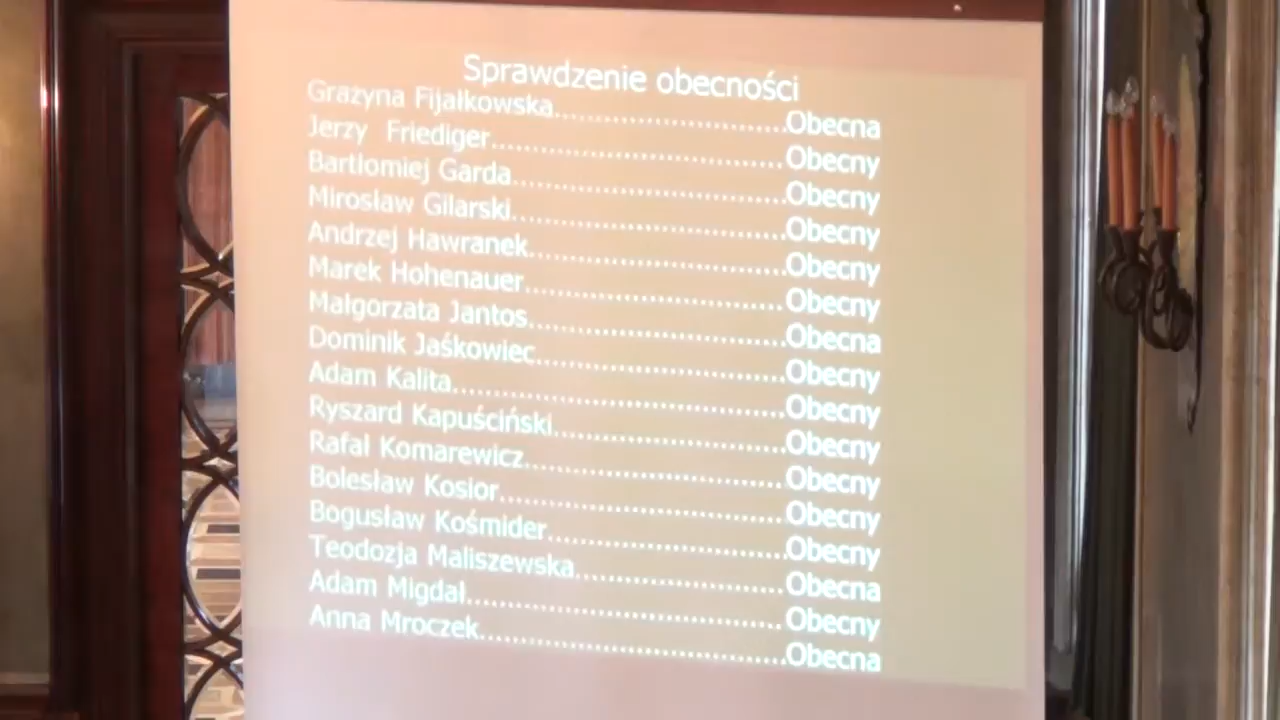 Sprawdzenie obecności
Grażyna Fijałkowska..............................Obecna
Jerzy  Friediger......................................Obecny
Bartłomiej Garda...................................Obecny
Mirosław Gilarski...................................Obecny
Andrzej Hawranek.................................Obecny
Marek Hohenauer.................................Obecny
Małgorzata Jantos.................................Obecna
Dominik Jaśkowiec................................Obecny
Adam Kalita...........................................Obecny
Ryszard Kapuściński..............................Obecny
Rafał Komarewicz.................................Obecny
Bolesław Kosior.....................................Obecny
Bogusław Kośmider...............................Obecny
Teodozja Maliszewska...........................Obecna
Adam Migdał.........................................Obecny
Anna Mroczek.......................................Obecna